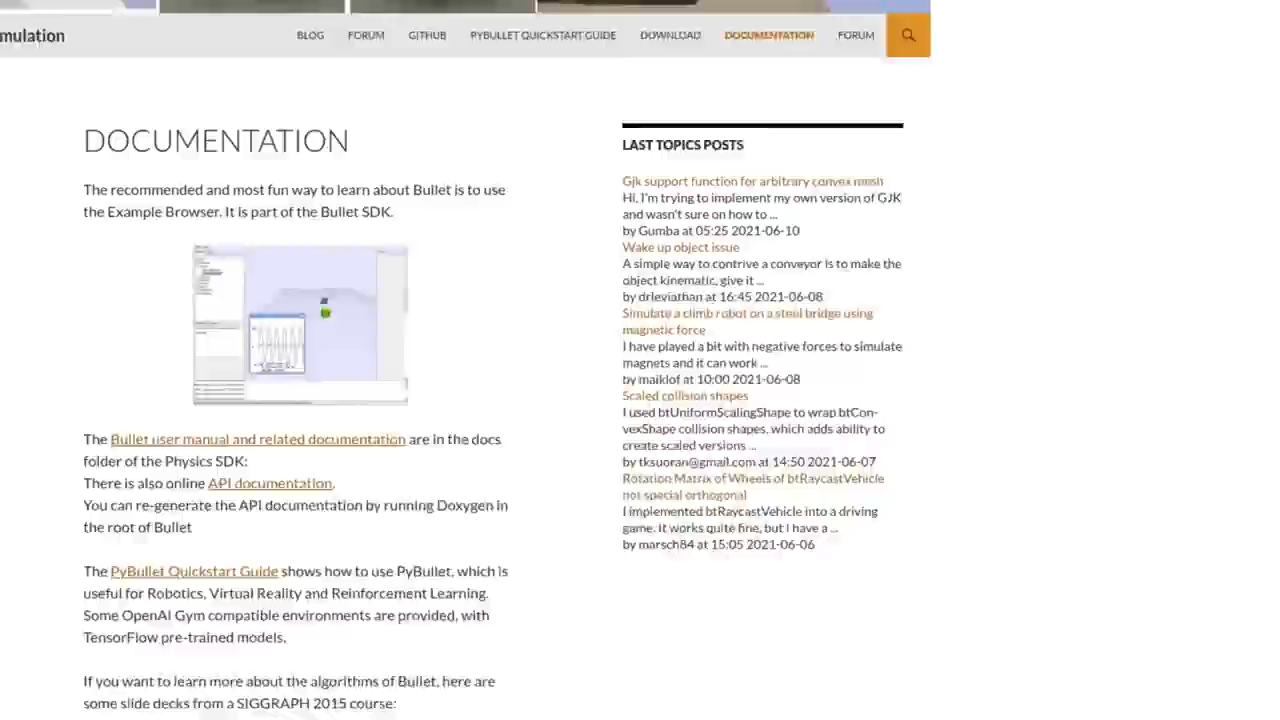 mulation
BLOG FORUM GITHUB PYBULLET QUICKSTART GUIDE DOWNLOAD DOCUMENTATION FORUM
DOCUMENTATION
The recommended and most fun way to learn about Bullet is to use
the Example Browser. It is part of the Bullet SDK.
The Bullet user manual and related documentation are in the docs
folder of the Physics SDK:
There is also online API documentation.
You can re-generate the API documentation by running Doxygen in
the root of Bullet
The PyBullet Quickstart Guide shows how to use PyBullet, which is
useful for Robotics, Virtual Reality and Reinforcement Learning.
Some OpenAI Gym compatible environments are provided, with
TensorFlow pre-trained models.
If you want to learn more about the algorithms of Bullet, here are
some slide decks from a SIGGRAPH 2015 course:
LAST TOPICS POSTS
Gjk support function for arbitrary convex mesh
Hi, I'm trying to implement my own version of GJK
and wasn't sure on how to ...
by Gumba at 05:25 2021-06-10
Wake up object issue
A simple way to contrive a conveyor is to make the
object kinematic, give it ...
by drleviathan at 16:45 2021-06-08
Simulate a climb robot on a steel bridge using
magnetic force
I have played a bit with negative forces to simulate
magnets and it can work ...
by maiklof at 10:00 2021-06-08
Scaled collision shapes
I used btUniformScalingShape to wrap btCon-
vexShape collision shapes, which adds ability to
create scaled versions ...
by tksuoran@gmail.com at 14:50 2021-06-07
Rotation Matrix of Wheels of btRaycastVehicle
not special orthogonal
I implemented btRaycastVehicle into a driving
game. It works quite fine, but I have a ...
by marsch84 at 15:05 2021-06-06